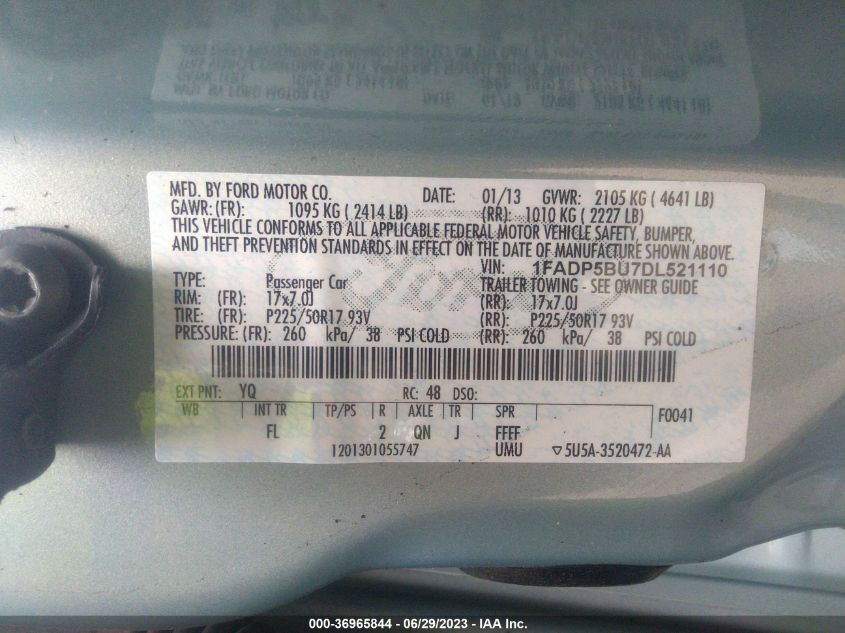 MFD. BY FORD MOTOR CO. DATE: 01/13 GVWR: 2105 KG ( 4641 LB)
GAWR: (FR): 1095 KG ( 2414 LB) (RR): 1010 KG ( 2227 LB)
THIS VEHICLE CONFORMS TO ALL APPLICABLE FEDERAL MOTOR VEHICLE SAFETY, BUMPER,
AND THEFT PREVENTION STANDARDS IN EFFECT ON THE DATE OF MANUFACTURE SHOWN ABOVE.
VIN: 1FADP5BU7DL521110
TYPE: Passenger Car TRAILER TOWING - SEE OWNER GUIDE
RIM: (FR): 17x7.0J (RR): 17x7.0J
TIRE: (FR): P225/50R17 93V (RR): P225/50R17 93V
PRESSURE: (FR): 260 kPa/ 38 PSI COLD (RR): 260 kPa/ 38 PSI COLD
EXT PNT: YQ RC: 48 DSO:
WB INT TR TP/PS R AXLE TR SPR F0041
FL 2 QN J FFFF
1201301055747 UMU ▽5U5A-3520472-AA
000-36965844 - 06/29/2023 - IAA Inc.